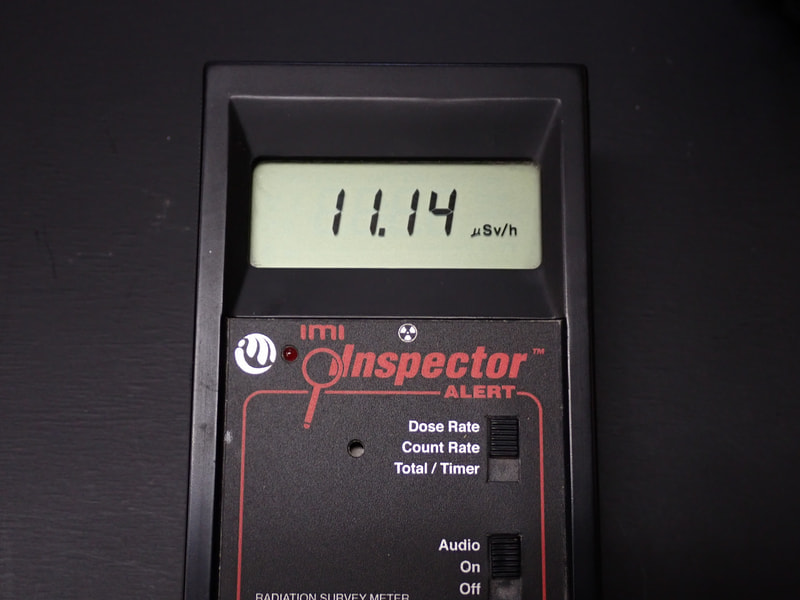 11.14 µSv/h
IMI
Inspector™
ALERT
Dose Rate
Count Rate
Total / Timer
Audio
On
Off
RADIATION SURVEY METER